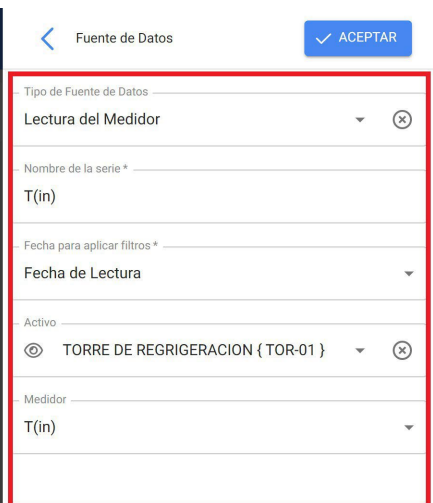 Fuente de Datos
ACEPTAR
Tipo de Fuente de Datos
Lectura del Medidor
Nombre de la serie *
T(in)
Fecha para aplicar filtros *
Fecha de Lectura
Activo
TORRE DE REGRIGERACION { TOR-01 }
Medidor
T(in)